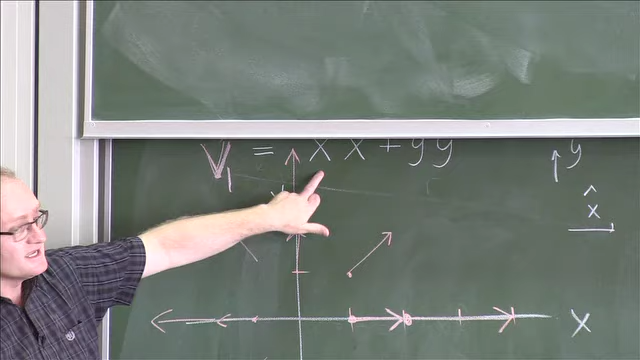 V₁ = x x + y y
y
x̂
x